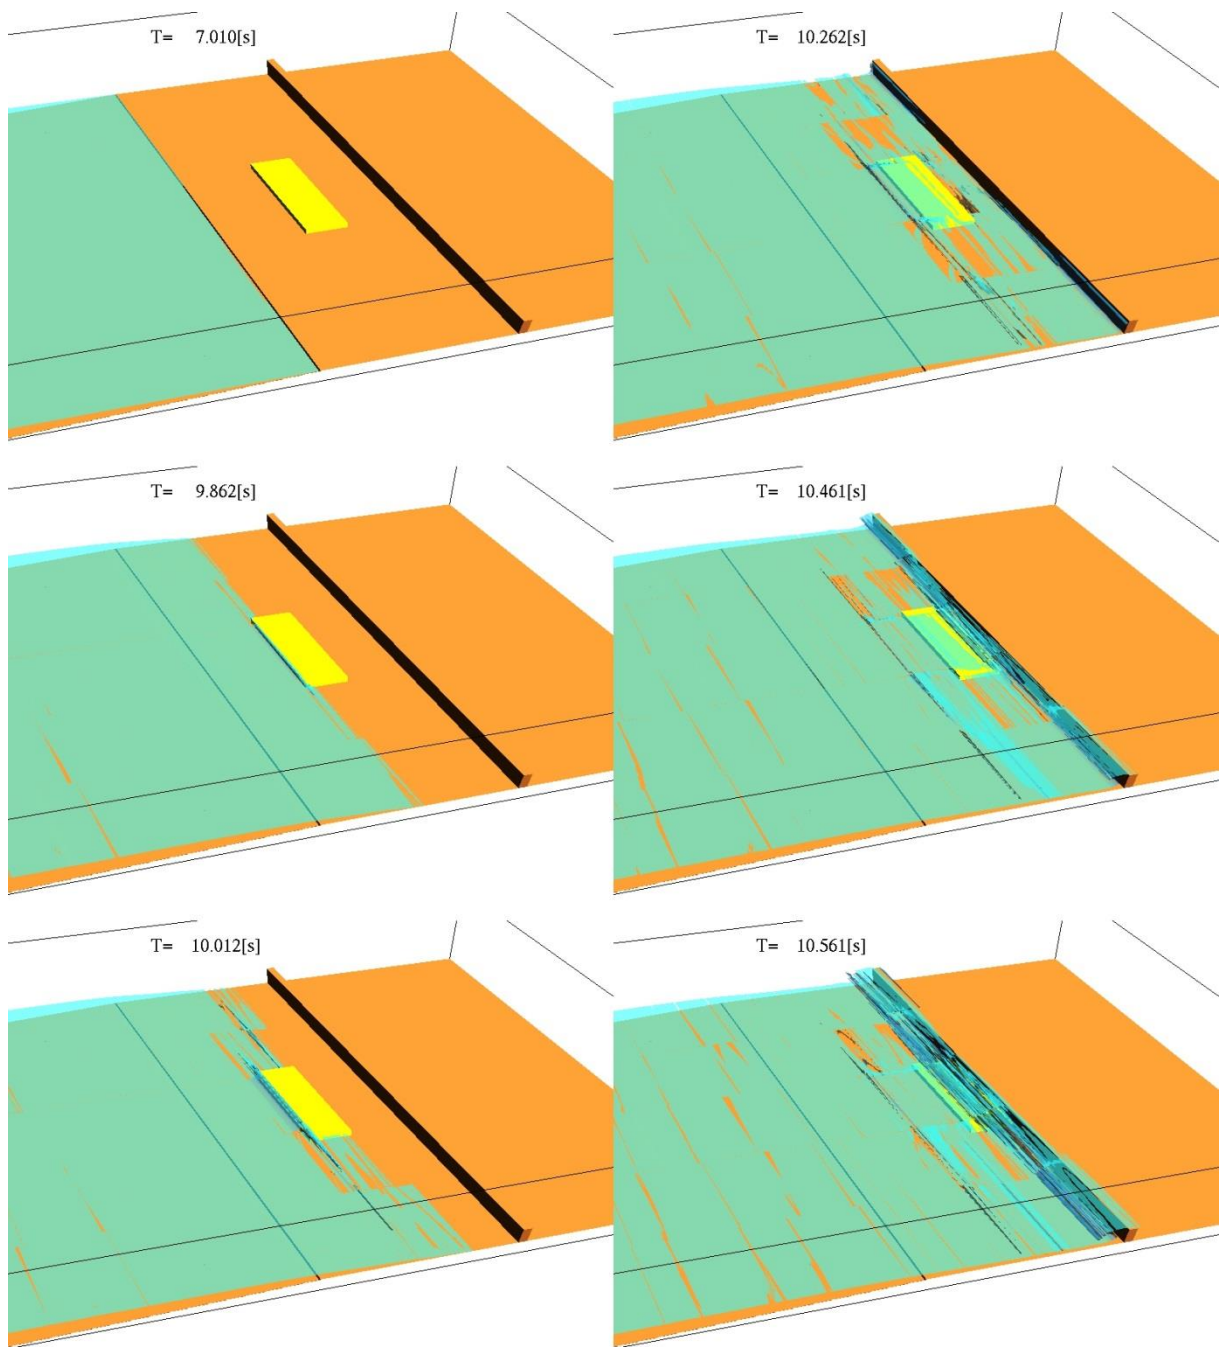 T= 7.010[s]
T= 10.262[s]
T= 9.862[s]
T= 10.461[s]
T= 10.012[s]
T= 10.561[s]